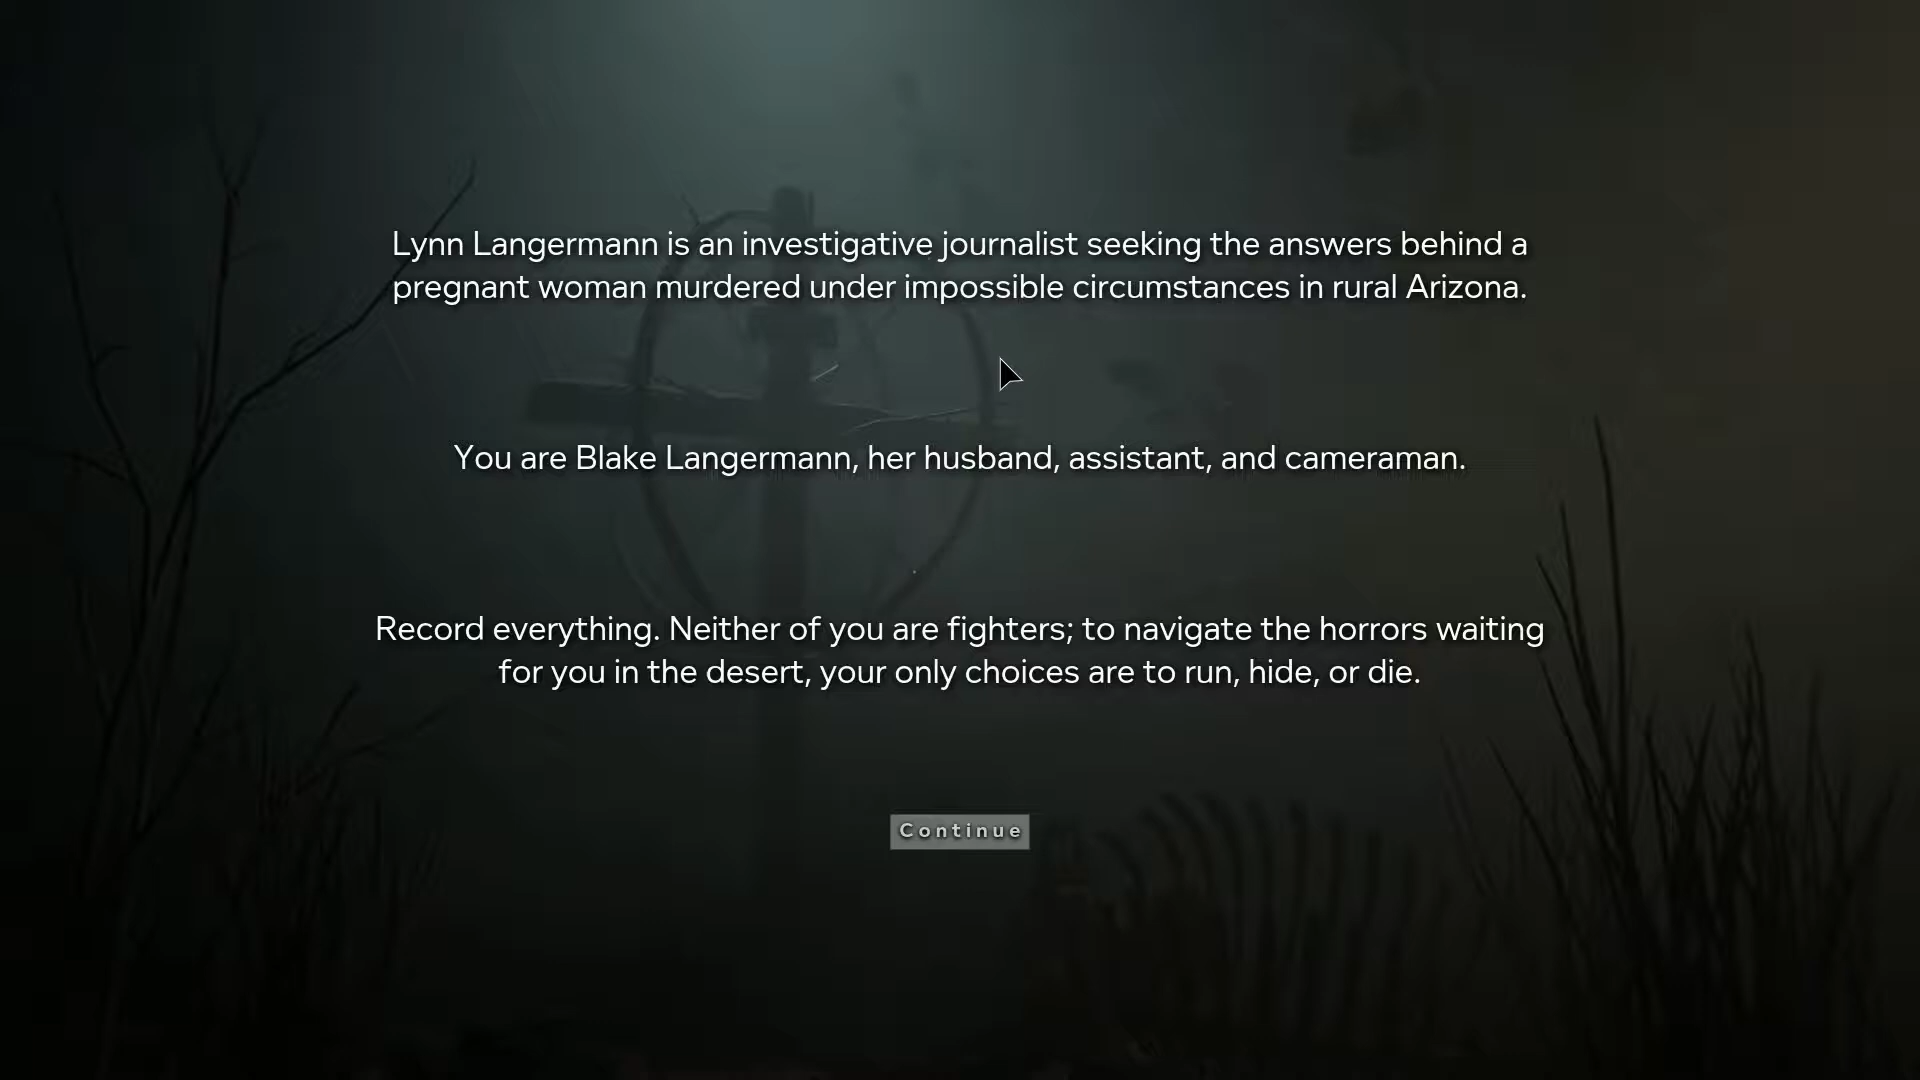 Lynn Langermann is an investigative journalist seeking the answers behind a
pregnant woman murdered under impossible circumstances in rural Arizona.
You are Blake Langermann, her husband, assistant, and cameraman.
Record everything. Neither of you are fighters; to navigate the horrors waiting
for you in the desert, your only choices are to run, hide, or die.
Continue